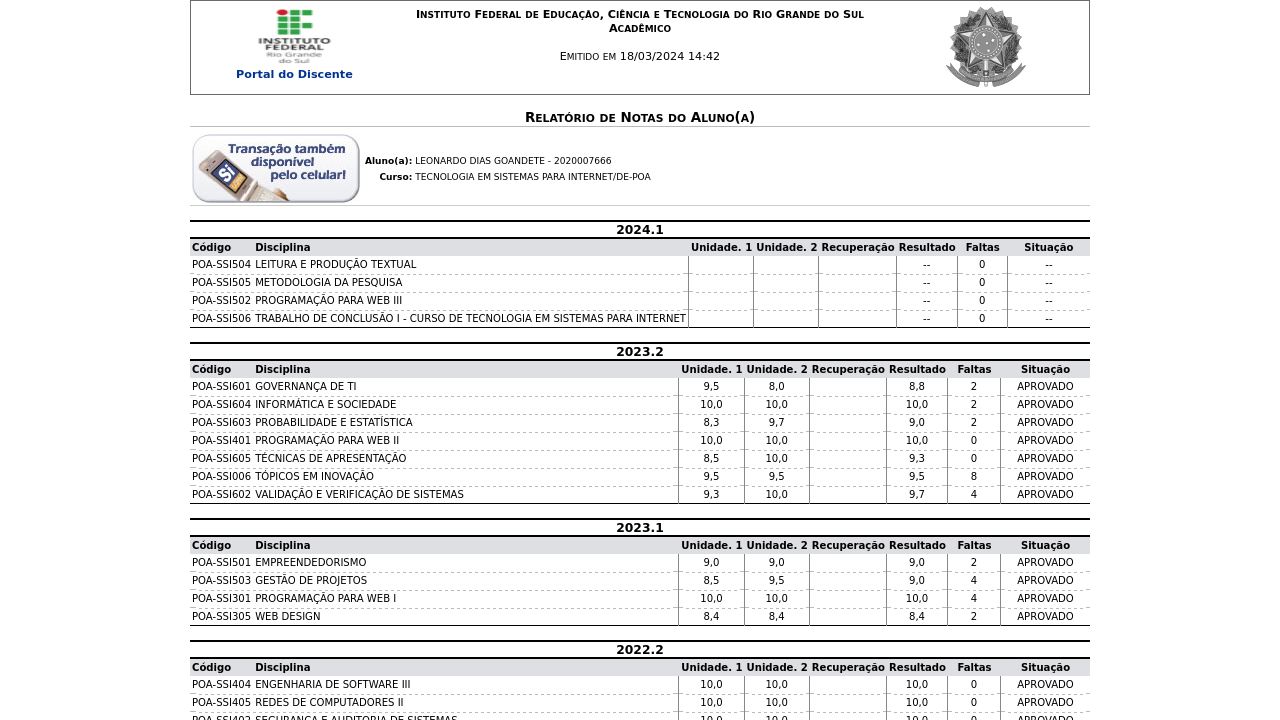 INSTITUTO FEDERAL
Rio Grande do Sul
Portal do Discente
Instituto Federal de Educação, Ciência e Tecnologia do Rio Grande do Sul
Acadêmico
Emitido em 18/03/2024 14:42
Relatório de Notas do Aluno(a)
Transação também disponível pelo celular!
Aluno(a): LEONARDO DIAS GOANDETE - 2020007666
Curso: TECNOLOGIA EM SISTEMAS PARA INTERNET/DE-POA
2024.1
Código Disciplina Unidade. 1 Unidade. 2 Recuperação Resultado Faltas Situação
POA-SSI504 LEITURA E PRODUÇÃO TEXTUAL -- 0 --
POA-SSI505 METODOLOGIA DA PESQUISA -- 0 --
POA-SSI502 PROGRAMAÇÃO PARA WEB III -- 0 --
POA-SSI506 TRABALHO DE CONCLUSÃO I - CURSO DE TECNOLOGIA EM SISTEMAS PARA INTERNET -- 0 --
2023.2
Código Disciplina Unidade. 1 Unidade. 2 Recuperação Resultado Faltas Situação
POA-SSI601 GOVERNANÇA DE TI 9,5 8,0 8,8 2 APROVADO
POA-SSI604 INFORMÁTICA E SOCIEDADE 10,0 10,0 10,0 2 APROVADO
POA-SSI603 PROBABILIDADE E ESTATÍSTICA 8,3 9,7 9,0 2 APROVADO
POA-SSI401 PROGRAMAÇÃO PARA WEB II 10,0 10,0 10,0 0 APROVADO
POA-SSI605 TÉCNICAS DE APRESENTAÇÃO 8,5 10,0 9,3 0 APROVADO
POA-SSI006 TÓPICOS EM INOVAÇÃO 9,5 9,5 9,5 8 APROVADO
POA-SSI602 VALIDAÇÃO E VERIFICAÇÃO DE SISTEMAS 9,3 10,0 9,7 4 APROVADO
2023.1
Código Disciplina Unidade. 1 Unidade. 2 Recuperação Resultado Faltas Situação
POA-SSI501 EMPREENDEDORISMO 9,0 9,0 9,0 2 APROVADO
POA-SSI503 GESTÃO DE PROJETOS 8,5 9,5 9,0 4 APROVADO
POA-SSI301 PROGRAMAÇÃO PARA WEB I 10,0 10,0 10,0 4 APROVADO
POA-SSI305 WEB DESIGN 8,4 8,4 8,4 2 APROVADO
2022.2
Código Disciplina Unidade. 1 Unidade. 2 Recuperação Resultado Faltas Situação
POA-SSI404 ENGENHARIA DE SOFTWARE III 10,0 10,0 10,0 0 APROVADO
POA-SSI405 REDES DE COMPUTADORES II 10,0 10,0 10,0 0 APROVADO
POA-SSI402 SEGURANÇA E AUDITORIA DE SISTEMAS 10,0 10,0 10,0 0 APROVADO